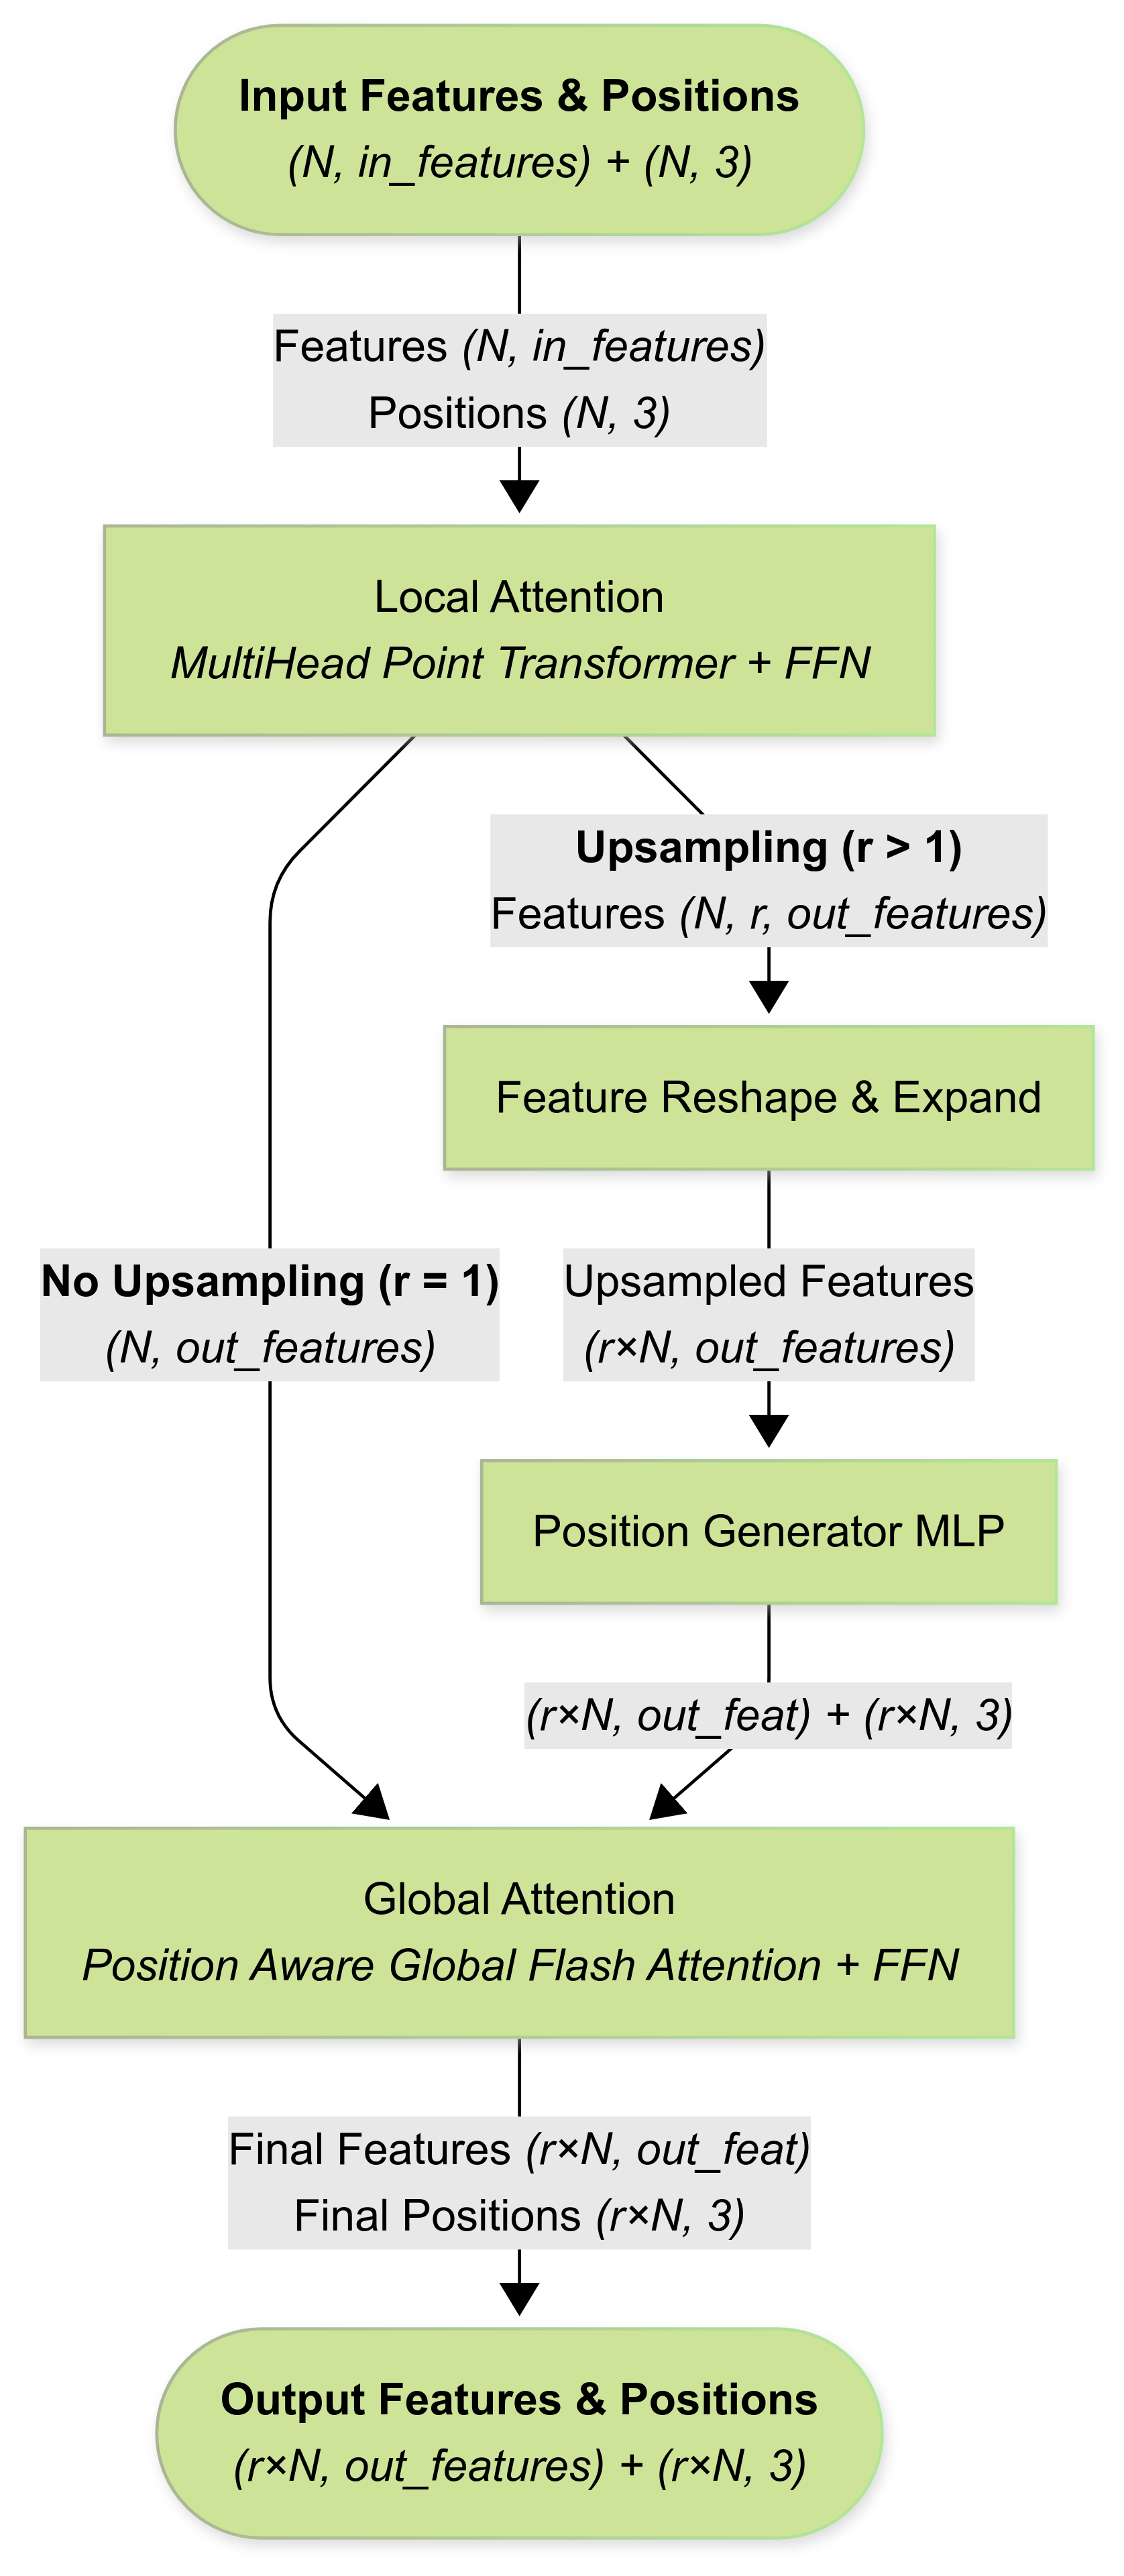 Input Features & Positions
(N, in_features) + (N, 3)
Features (N, in_features)
Positions (N, 3)
Local Attention
MultiHead Point Transformer + FFN
Upsampling (r > 1)
Features (N, r, out_features)
Feature Reshape & Expand
No Upsampling (r = 1)
(N, out_features)
Upsampled Features
(r×N, out_features)
Position Generator MLP
(r×N, out_feat) + (r×N, 3)
Global Attention
Position Aware Global Flash Attention + FFN
Final Features (r×N, out_feat)
Final Positions (r×N, 3)
Output Features & Positions
(r×N, out_features) + (r×N, 3)